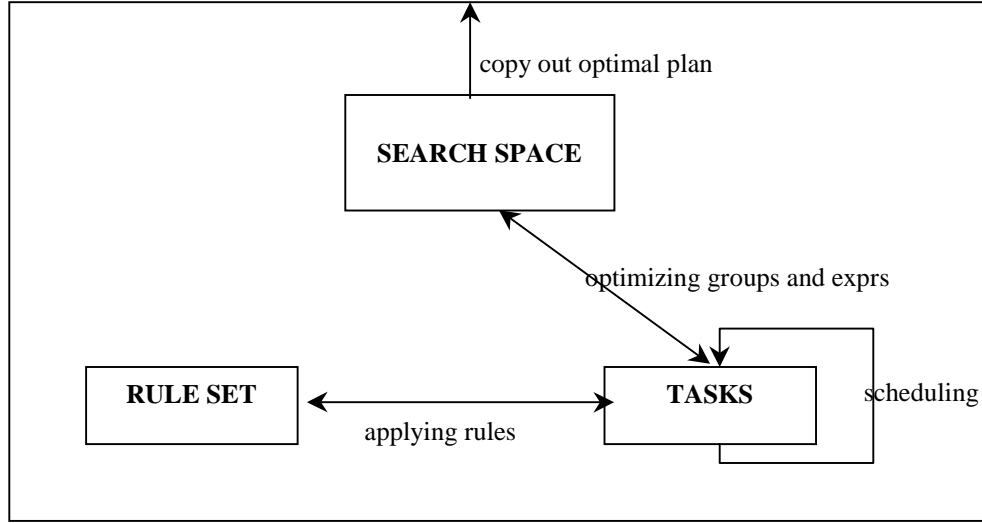 copy out optimal plan
SEARCH SPACE
optimizing groups and exprs
RULE SET
TASKS
scheduling
applying rules